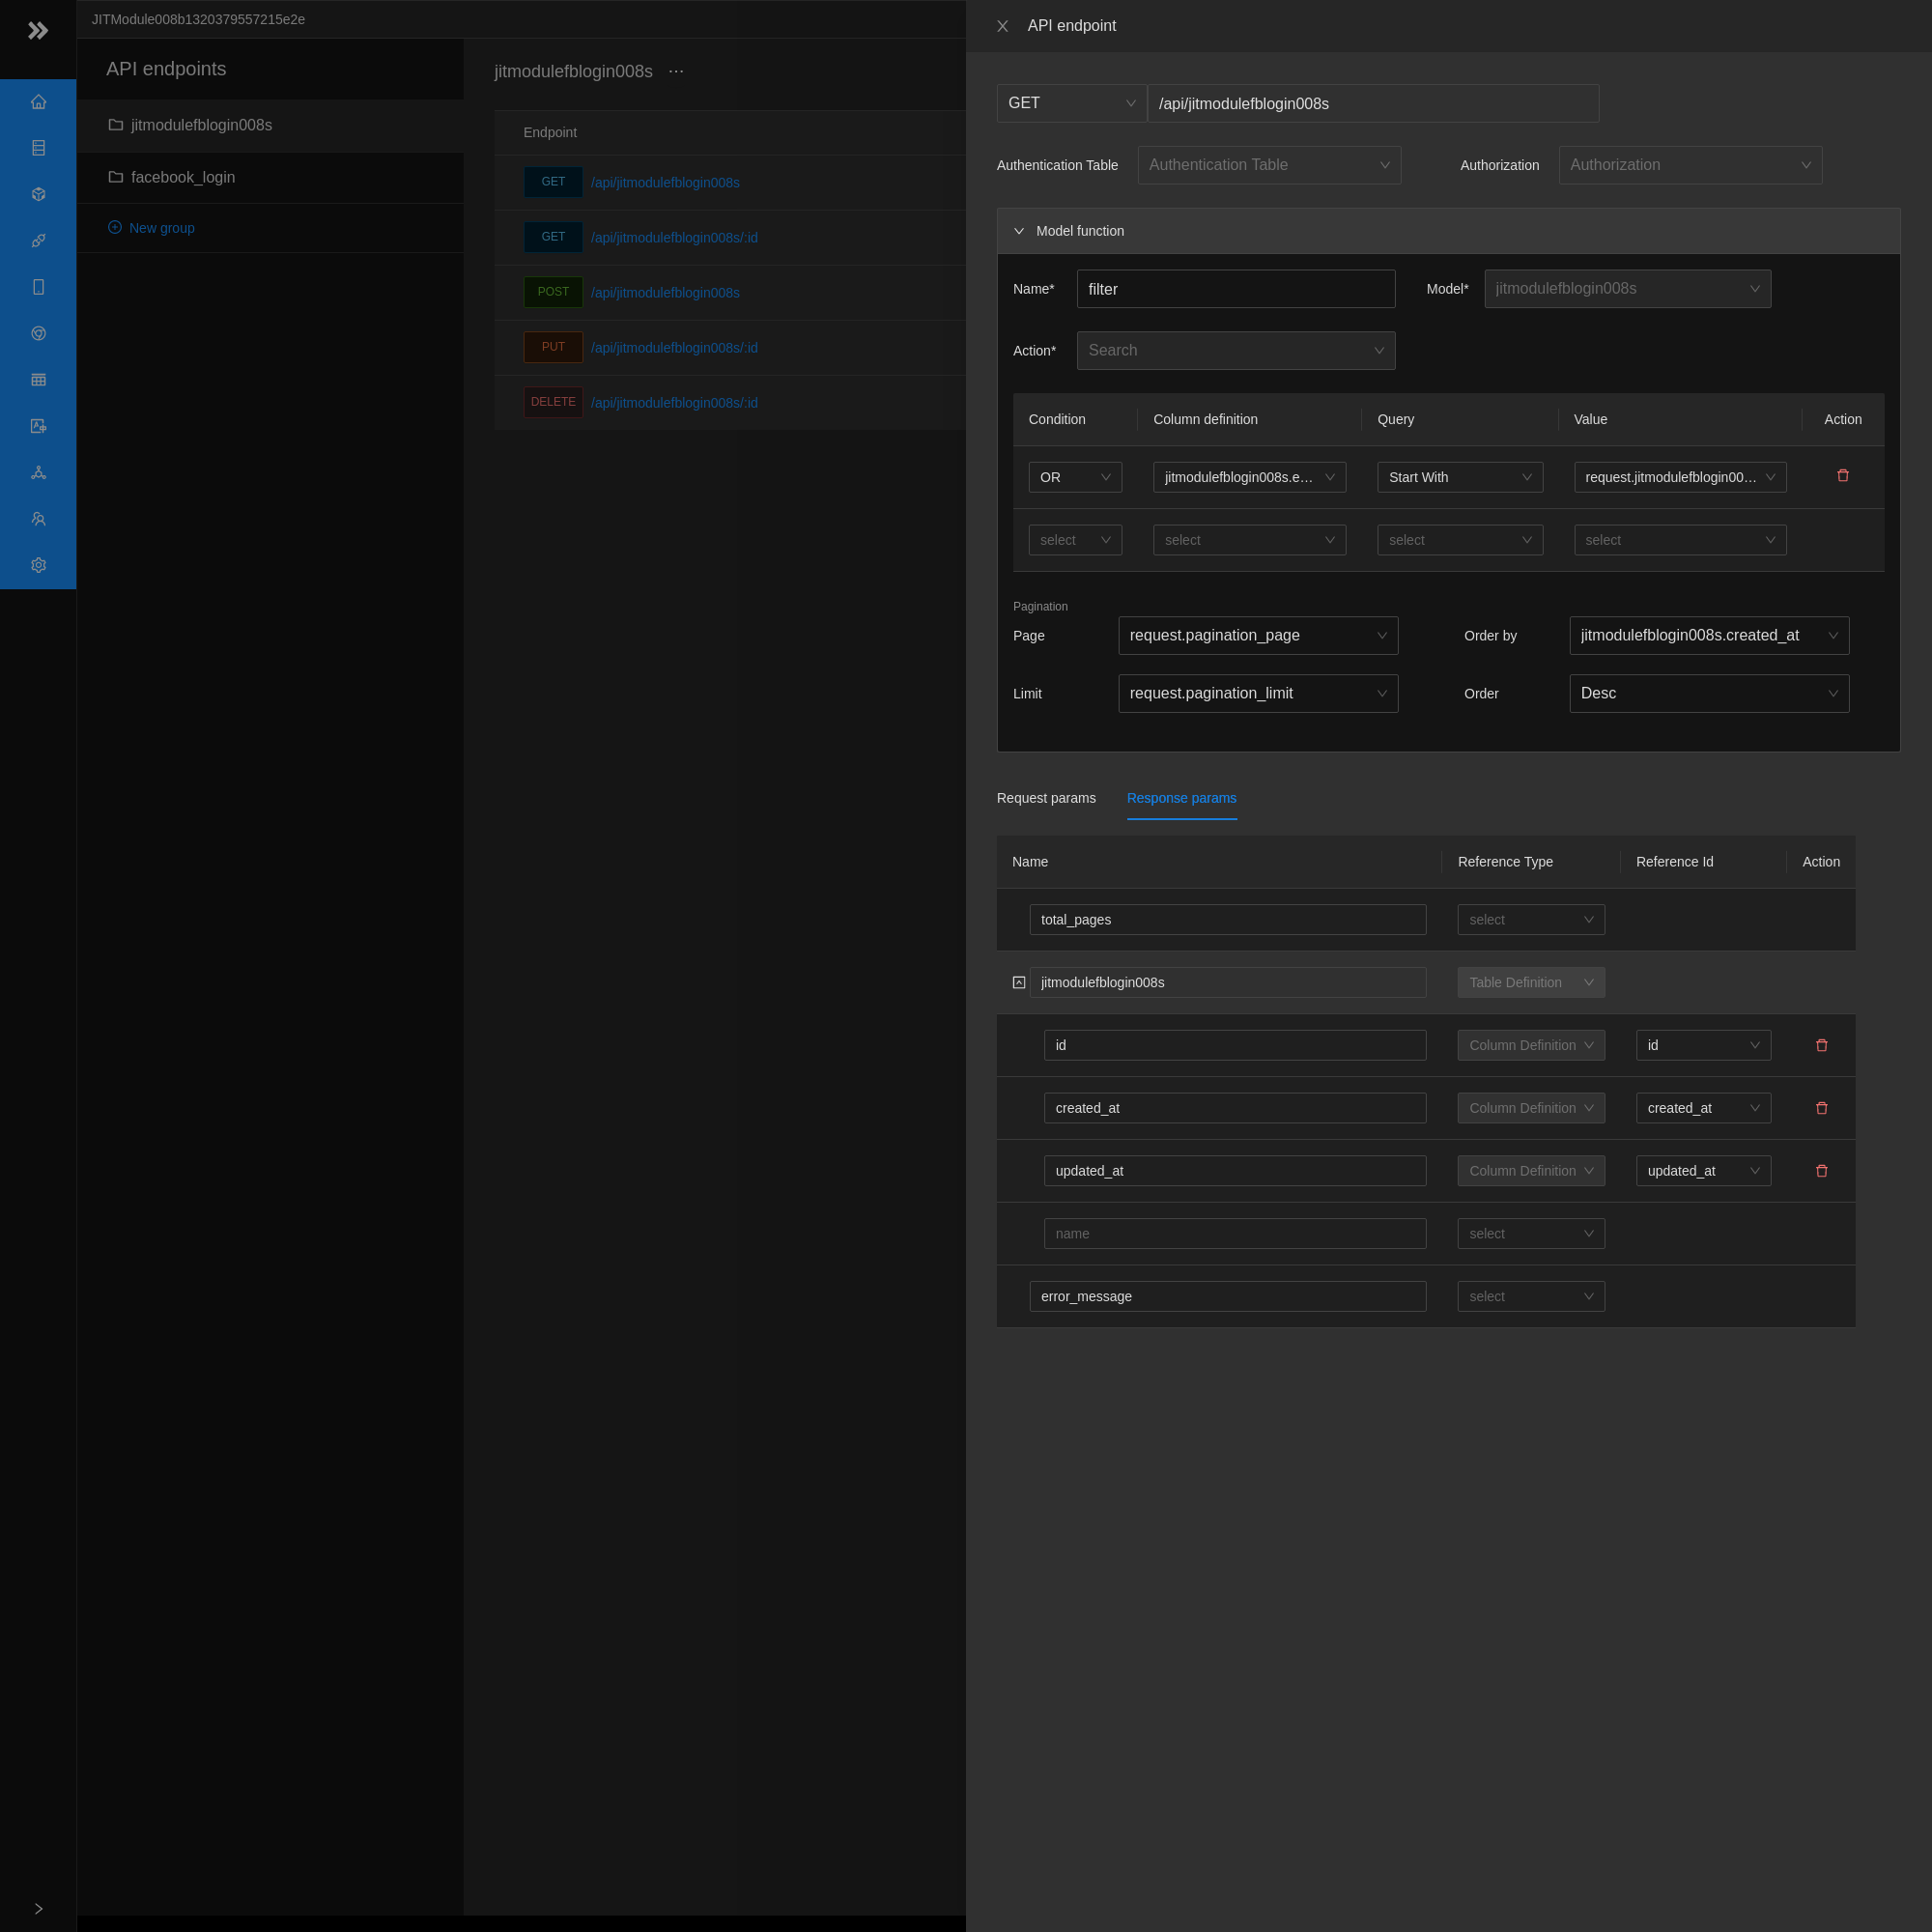 JITModule008b1320379557215e2e
API endpoints
jitmodulefblogin008s
facebook_login
New group
jitmodulefblogin008s ···
Endpoint
GET /api/jitmodulefblogin008s
GET /api/jitmodulefblogin008s/:id
POST /api/jitmodulefblogin008s
PUT /api/jitmodulefblogin008s/:id
DELETE /api/jitmodulefblogin008s/:id
API endpoint
GET /api/jitmodulefblogin008s
Authentication Table Authentication Table Authorization Authorization
Model function
Name* filter Model* jitmodulefblogin008s
Action* Search
Condition Column definition Query Value Action
OR jitmodulefblogin008s.e... Start With request.jitmodulefblogin00...
select select select select
Pagination
Page request.pagination_page Order by jitmodulefblogin008s.created_at
Limit request.pagination_limit Order Desc
Request params Response params
Name Reference Type Reference Id Action
total_pages select
jitmodulefblogin008s Table Definition
id Column Definition id
created_at Column Definition created_at
updated_at Column Definition updated_at
name select
error_message select